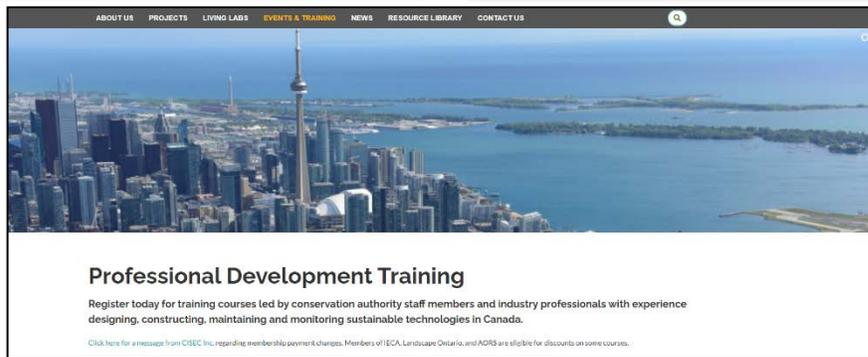 ABOUT US PROJECTS LIVING LABS EVENTS & TRAINING NEWS RESOURCE LIBRARY CONTACT US
Professional Development Training
Register today for training courses led by conservation authority staff members and industry professionals with experience
designing, constructing, maintaining and monitoring sustainable technologies in Canada.
Click here for a message from CISEC Inc. regarding membership payment changes. Members of IECA, Landscape Ontario, and AORS are eligible for discounts on some courses.